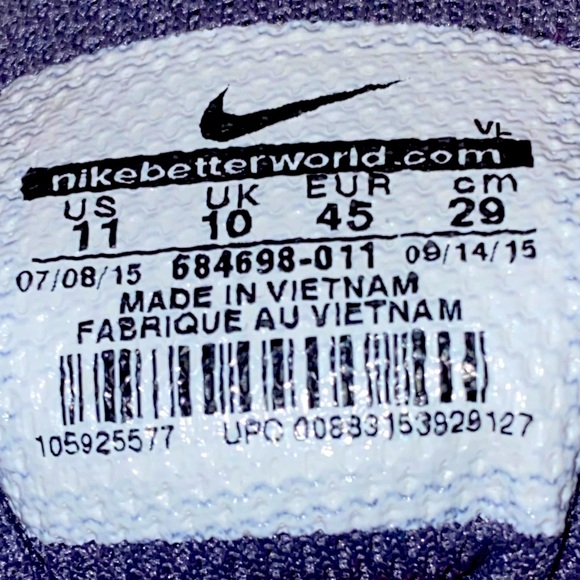 VL
nikebetterworld.com
US UK EUR cm
11 10 45 29
07/08/15 684698-011 09/14/15
MADE IN VIETNAM
FABRIQUE AU VIETNAM
105925577 UPC 00883153929127